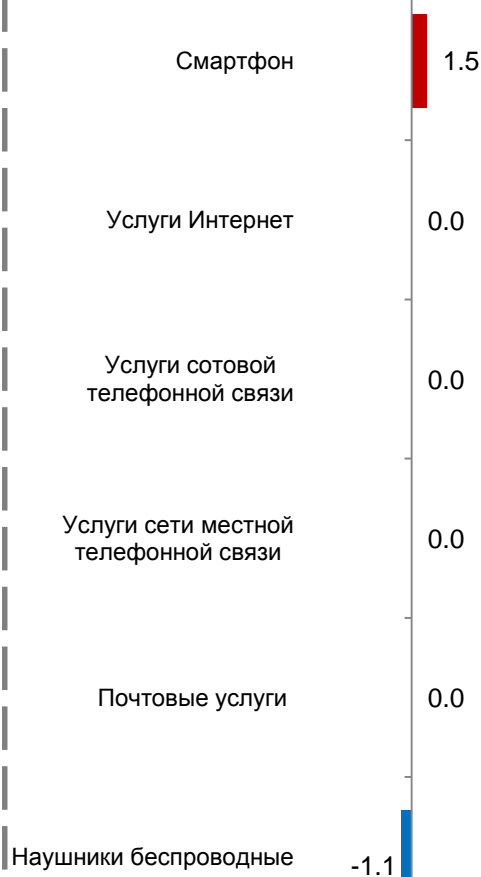 Смартфон 1.5
Услуги Интернет 0.0
Услуги сотовой
телефонной связи 0.0
Услуги сети местной
телефонной связи 0.0
Почтовые услуги 0.0
Наушники беспроводные -1.1